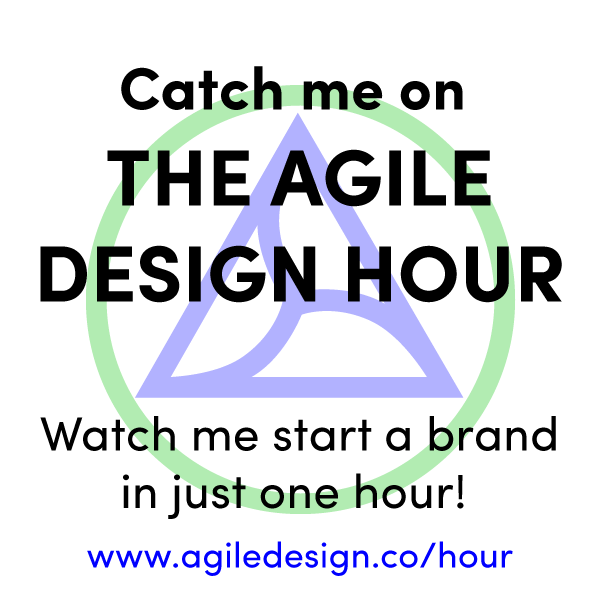 Catch me on
THE AGILE
DESIGN HOUR
Watch me start a brand
in just one hour!
www.agiledesign.co/hour